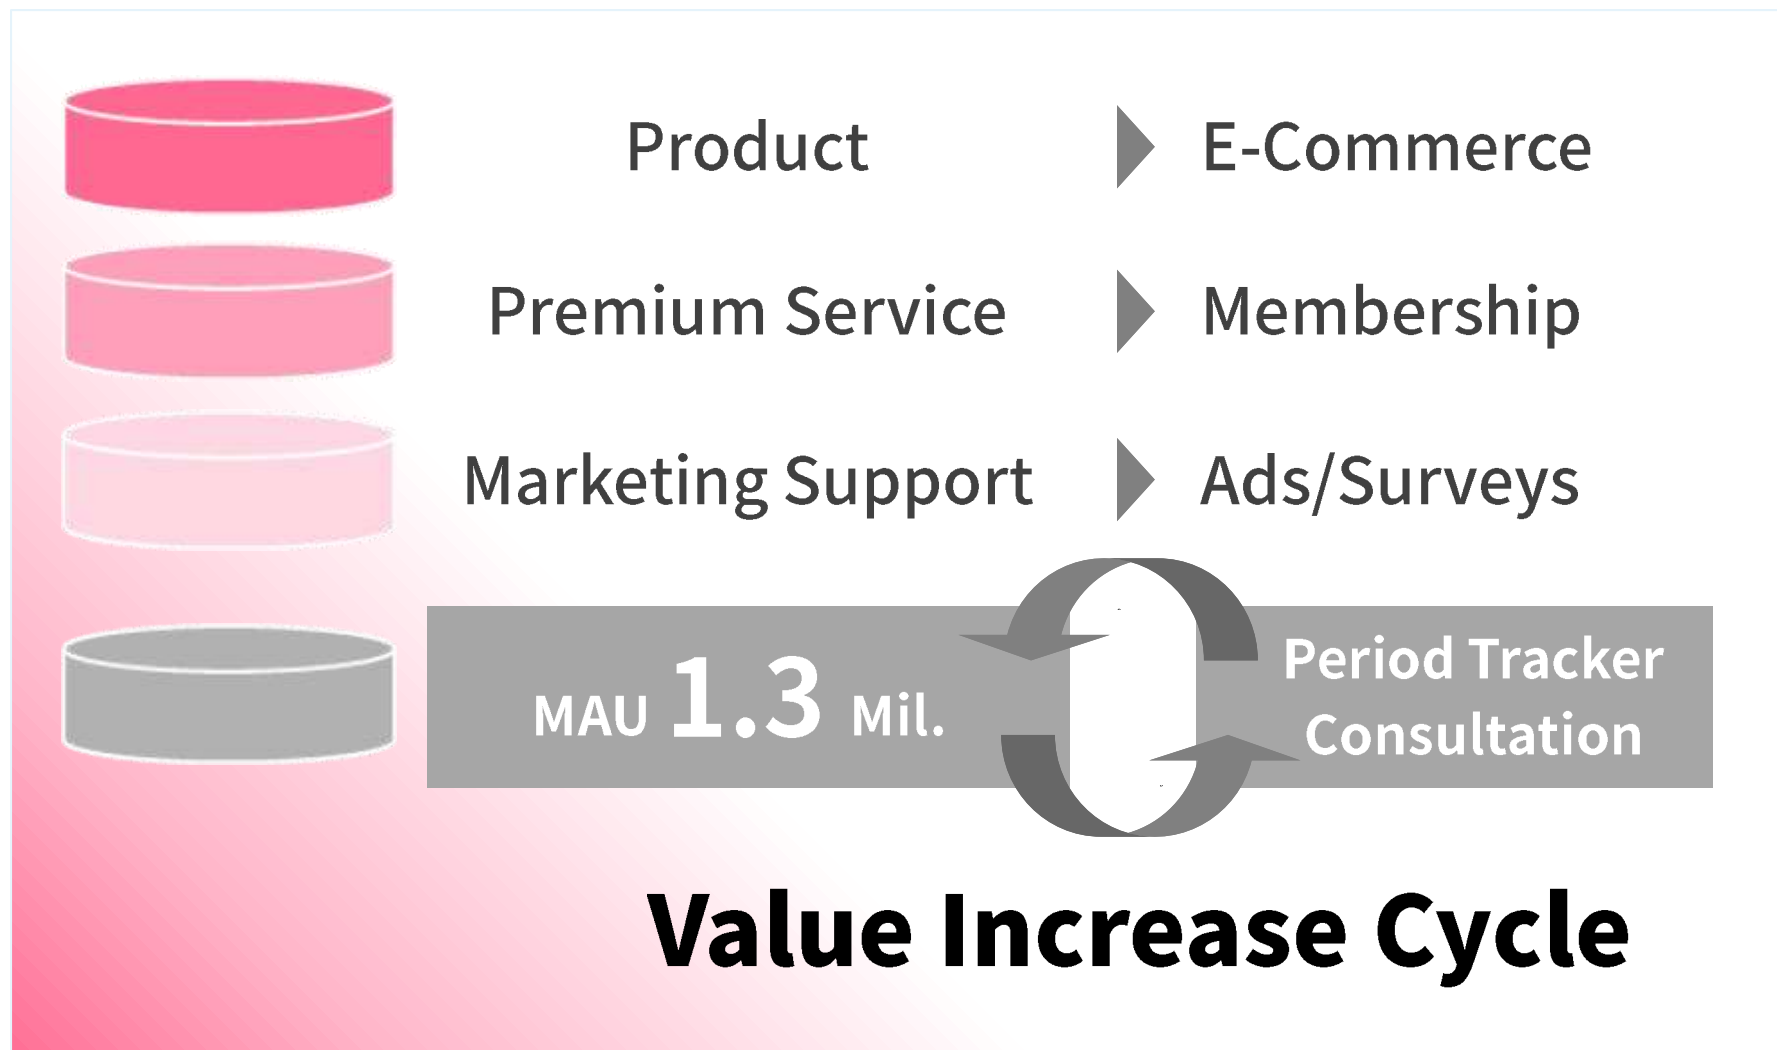 Product E-Commerce
Premium Service Membership
Marketing Support Ads/Surveys
MAU 1.3 Mil.
Period Tracker
Consultation
Value Increase Cycle